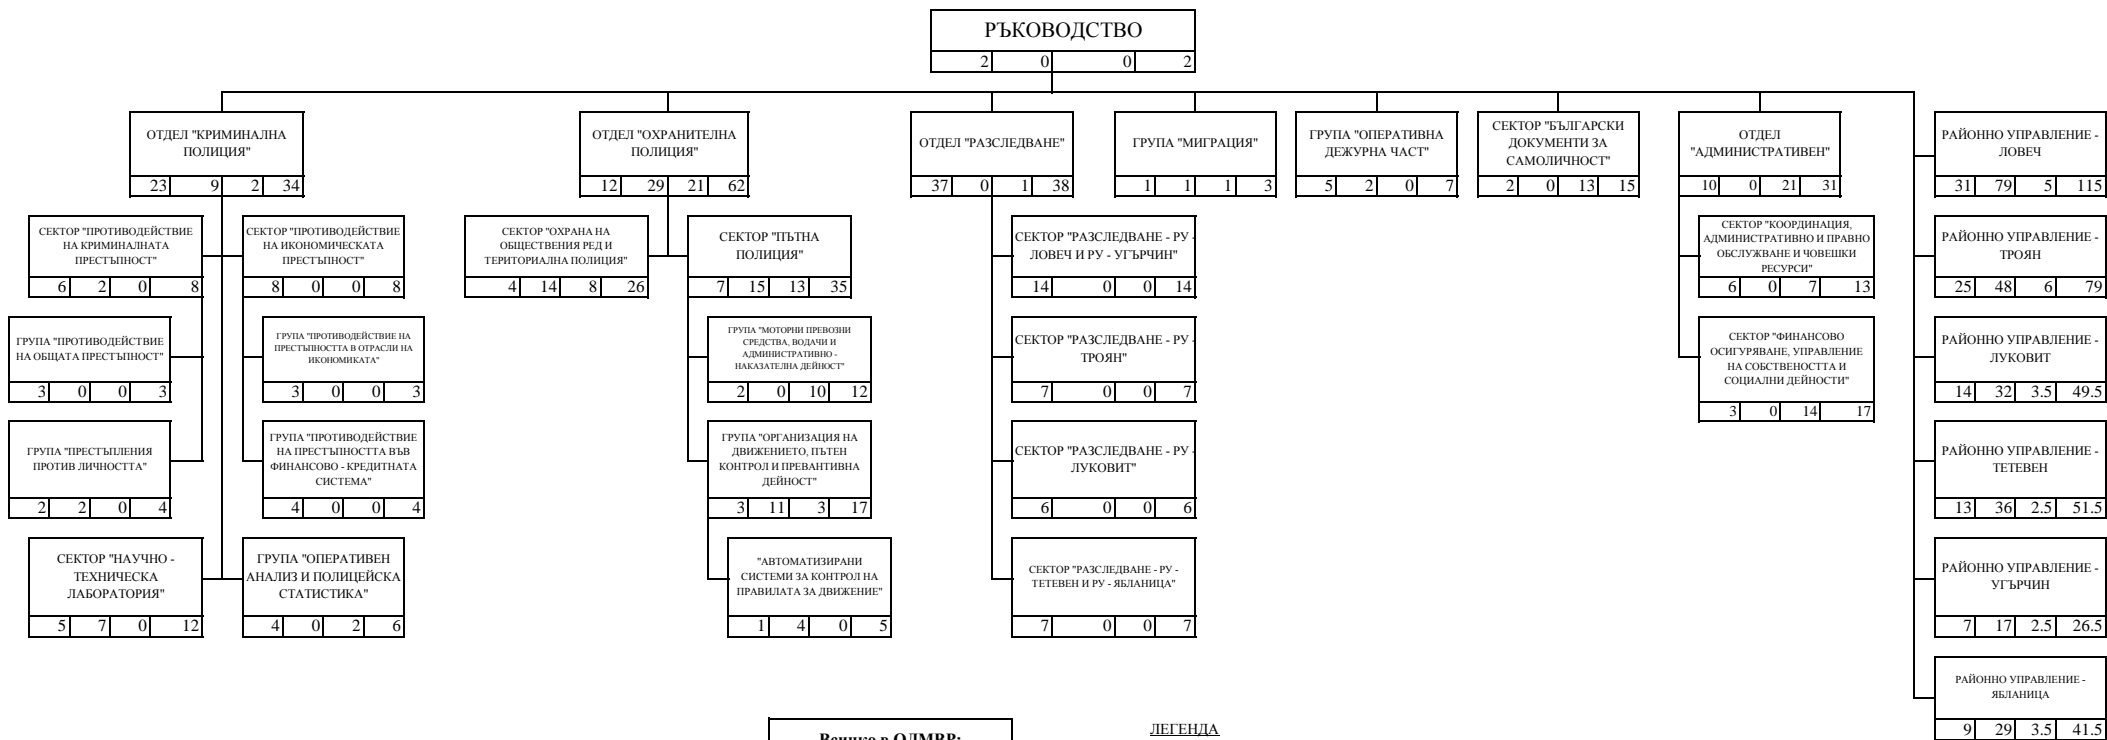 РЪКОВОДСТВО
2 0 0 2
ОТДЕЛ "КРИМИНАЛНА
ПОЛИЦИЯ"
23 9 2 34
ОТДЕЛ "ОХРАНИТЕЛНА
ПОЛИЦИЯ"
12 29 21 62
ОТДЕЛ "РАЗСЛЕДВАНЕ"
37 0 1 38
ГРУПА "МИГРАЦИЯ"
1 1 1 3
ГРУПА "ОПЕРАТИВНА
ДЕЖУРНА ЧАСТ"
5 2 0 7
СЕКТОР "БЪЛГАРСКИ
ДОКУМЕНТИ ЗА
САМОЛИЧНОСТ"
2 0 13 15
ОТДЕЛ
"АДМИНИСТРАТИВЕН"
10 0 21 31
РАЙОННО УПРАВЛЕНИЕ -
ЛОВЕЧ
31 79 5 115
СЕКТОР "ПРОТИВОДЕЙСТВИЕ
НА КРИМИНАЛНАТА
ПРЕСТЪПНОСТ"
6 2 0 8
СЕКТОР "ПРОТИВОДЕЙСТВИЕ
НА ИКОНОМИЧЕСКАТА
ПРЕСТЪПНОСТ"
8 0 0 8
СЕКТОР "ОХРАНА НА
ОБЩЕСТВЕНИЯ РЕД И
ТЕРИТОРИАЛНА ПОЛИЦИЯ"
4 14 8 26
СЕКТОР "ПЪТНА
ПОЛИЦИЯ"
7 15 13 35
СЕКТОР "РАЗСЛЕДВАНЕ - РУ -
ЛОВЕЧ И РУ - УГЪРЧИН"
14 0 0 14
СЕКТОР "КООРДИНАЦИЯ,
АДМИНИСТРАТИВНО И ПРАВНО
ОБСЛУЖВАНЕ И ЧОВЕШКИ
РЕСУРСИ"
6 0 7 13
РАЙОННО УПРАВЛЕНИЕ -
ТРОЯН
25 48 6 79
ГРУПА "ПРОТИВОДЕЙСТВИЕ
НА ОБЩАТА ПРЕСТЪПНОСТ"
3 0 0 3
ГРУПА "ПРОТИВОДЕЙСТВИЕ НА
ПРЕСТЪПНОСТТА В ОТРАСЛИ НА
ИКОНОМИКАТА"
3 0 0 3
ГРУПА "МОТОРНИ ПРЕВОЗНИ
СРЕДСТВА, ВОДАЧИ И
АДМИНИСТРАТИВНО -
НАКАЗАТЕЛНА ДЕЙНОСТ"
2 0 10 12
СЕКТОР "РАЗСЛЕДВАНЕ - РУ -
ТРОЯН"
7 0 0 7
СЕКТОР "ФИНАНСОВО
ОСИГУРЯВАНЕ, УПРАВЛЕНИЕ
НА СОБСТВЕНОСТТА И
СОЦИАЛНИ ДЕЙНОСТИ"
3 0 14 17
РАЙОННО УПРАВЛЕНИЕ -
ЛУКОВИТ
14 32 3.5 49.5
ГРУПА "ПРЕСТЪПЛЕНИЯ
ПРОТИВ ЛИЧНОСТТА"
2 2 0 4
ГРУПА "ПРОТИВОДЕЙСТВИЕ
НА ПРЕСТЪПНОСТТА ВЪВ
ФИНАНСОВО - КРЕДИТНАТА
СИСТЕМА"
4 0 0 4
ГРУПА "ОРГАНИЗАЦИЯ НА
ДВИЖЕНИЕТО, ПЪТЕН
КОНТРОЛ И ПРЕВАНТИВНА
ДЕЙНОСТ"
3 11 3 17
СЕКТОР "РАЗСЛЕДВАНЕ - РУ -
ЛУКОВИТ"
6 0 0 6
РАЙОННО УПРАВЛЕНИЕ -
ТЕТЕВЕН
13 36 2.5 51.5
СЕКТОР "НАУЧНО -
ТЕХНИЧЕСКА
ЛАБОРАТОРИЯ"
5 7 0 12
ГРУПА "ОПЕРАТИВЕН
АНАЛИЗ И ПОЛИЦЕЙСКА
СТАТИСТИКА"
4 0 2 6
"АВТОМАТИЗИРАНИ
СИСТЕМИ ЗА КОНТРОЛ НА
ПРАВИЛАТА ЗА ДВИЖЕНИЕ"
1 4 0 5
СЕКТОР "РАЗСЛЕДВАНЕ - РУ -
ТЕТЕВЕН И РУ - ЯБЛАНИЦА"
7 0 0 7
РАЙОННО УПРАВЛЕНИЕ -
УГЪРЧИН
7 17 2.5 26.5
РАЙОННО УПРАВЛЕНИЕ -
ЯБЛАНИЦА
9 29 3.5 41.5
Всичко в ОДМВР:
ЛЕГЕНДА